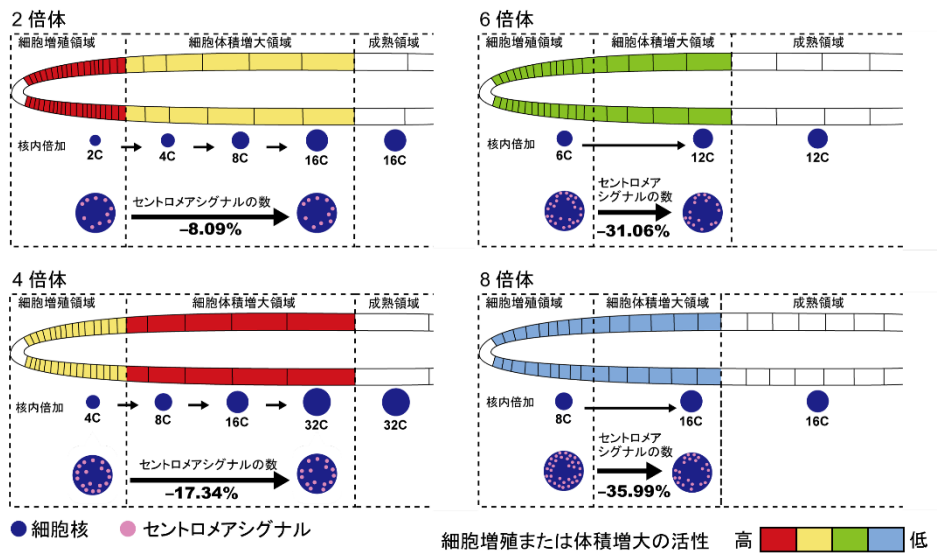 2 倍体
細胞増殖領域 細胞体積増大領域 成熟領域
核内倍加
2C 4C 8C 16C 16C
セントロメアシグナルの数
−8.09%
6 倍体
細胞増殖領域 細胞体積増大領域 成熟領域
核内倍加
6C 12C 12C
セントロメア
シグナルの数
−31.06%
4 倍体
細胞増殖領域 細胞体積増大領域 成熟領域
核内倍加
4C 8C 16C 32C 32C
セントロメアシグナルの数
−17.34%
8 倍体
細胞増殖領域 細胞体積増大領域 成熟領域
核内倍加
8C 16C 16C
セントロメア
シグナルの数
−35.99%
細胞核 セントロメアシグナル
細胞増殖または体積増大の活性 高 低